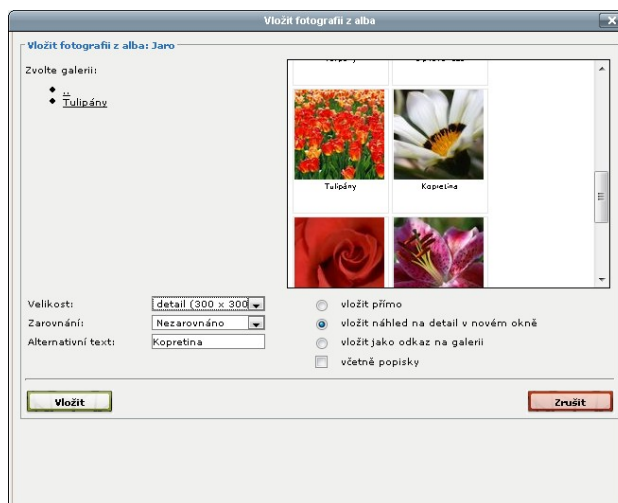 Vložit fotografii z alba
Vložit fotografii z alba: Jaro
Zvolte galerii:
..
Tulipány
Tulipány
Kopretina
Velikost:
detail (300 × 300
Zarovnání:
Nezarovnáno
Alternativní text:
Kopretina
vložit přímo
vložit náhled na detail v novém okně
vložit jako odkaz na galerii
včetně popisky
Vložit
Zrušit